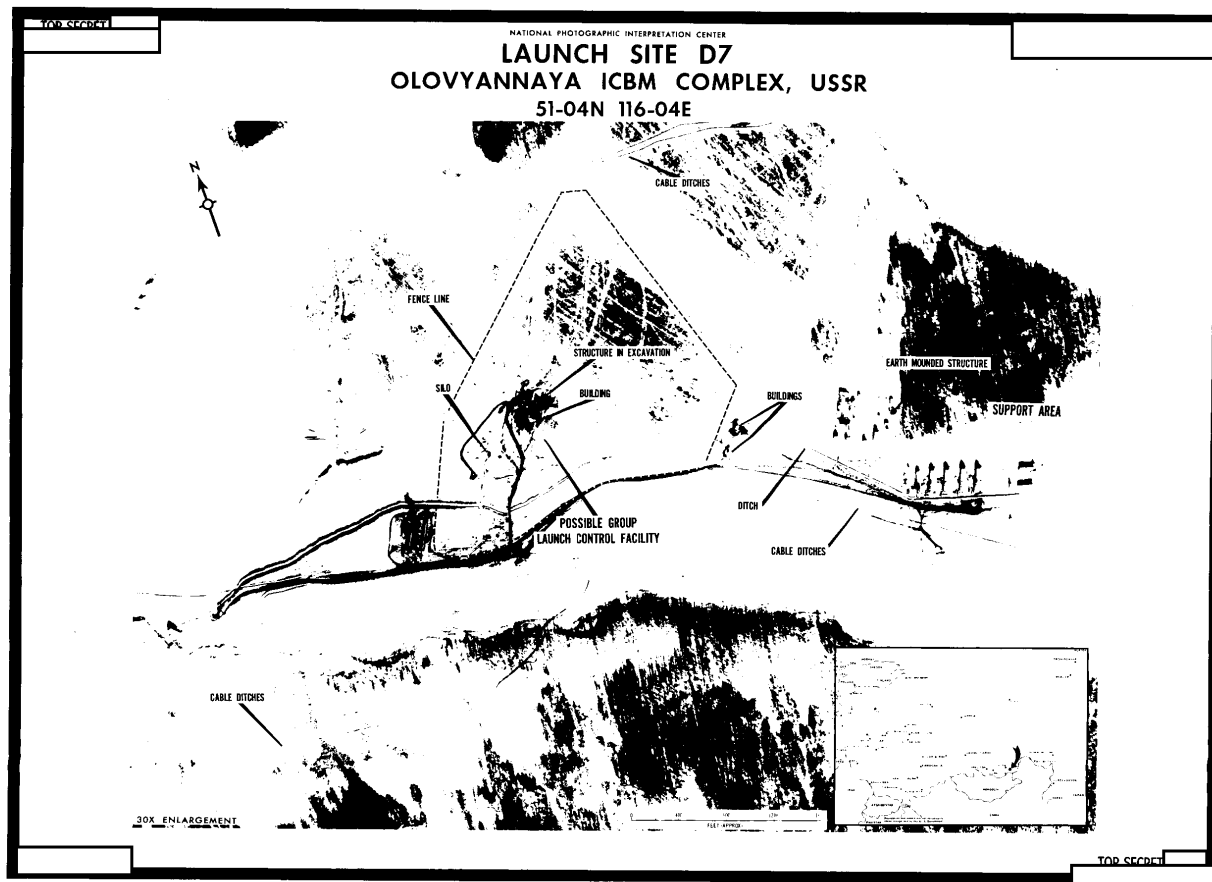 TOP SECRET
NATIONAL PHOTOGRAPHIC INTERPRETATION CENTER
LAUNCH SITE D7
OLOVYANNAYA ICBM COMPLEX, USSR
51-04N 116-04E
N
CABLE DITCHES
FENCE LINE
STRUCTURE IN EXCAVATION
EARTH MOUNDED STRUCTURE
SILO
BUILDING
BUILDINGS
SUPPORT AREA
DITCH
POSSIBLE GROUP
LAUNCH CONTROL FACILITY
CABLE DITCHES
CABLE DITCHES
30X ENLARGEMENT
0
FEET-APPROX.
TOP SECRET